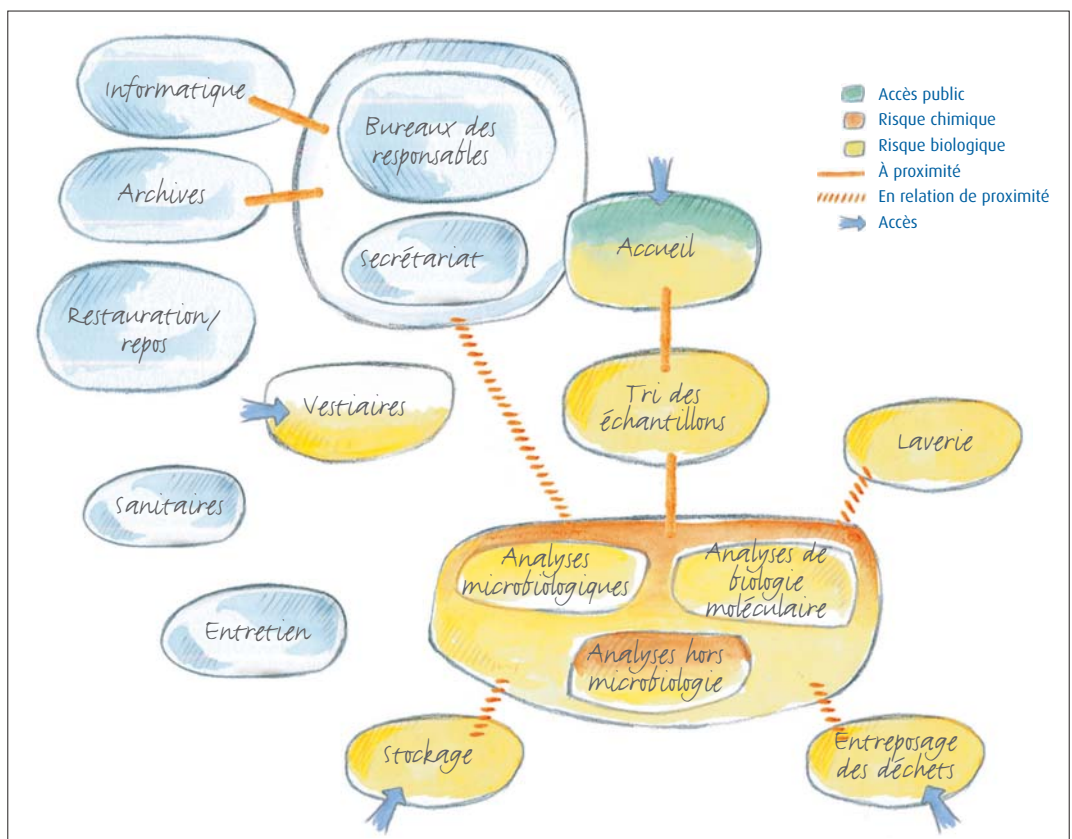 Informatique
Bureaux des
responsables
Archives
Secrétariat
Restauration/
repos
Accueil
Accès public
Risque chimique
Risque biologique
À proximité
En relation de proximité
Accès
Vestiaires
Tri des
échantillons
Laverie
Sanitaires
Entretien
Analyses
microbiologiques
Analyses de
biologie
moléculaire
Analyses hors
microbiologie
Stockage
Entreposage
des déchets